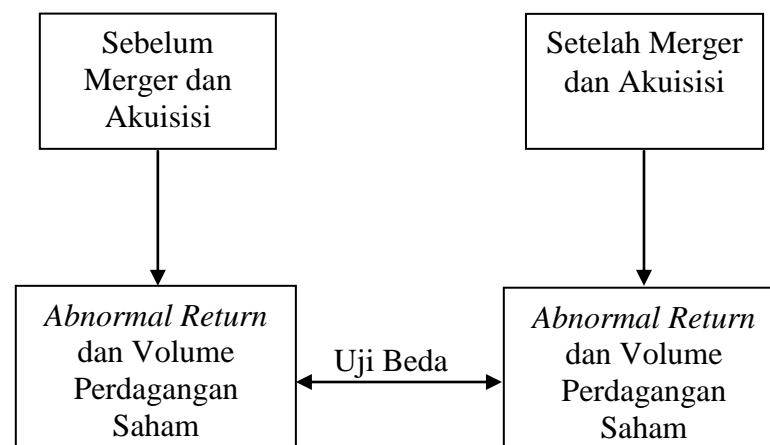 Sebelum
Merger dan
Akuisisi
Setelah Merger
dan Akuisisi
Abnormal Return
dan Volume
Perdagangan
Saham
Uji Beda
Abnormal Return
dan Volume
Perdagangan
Saham